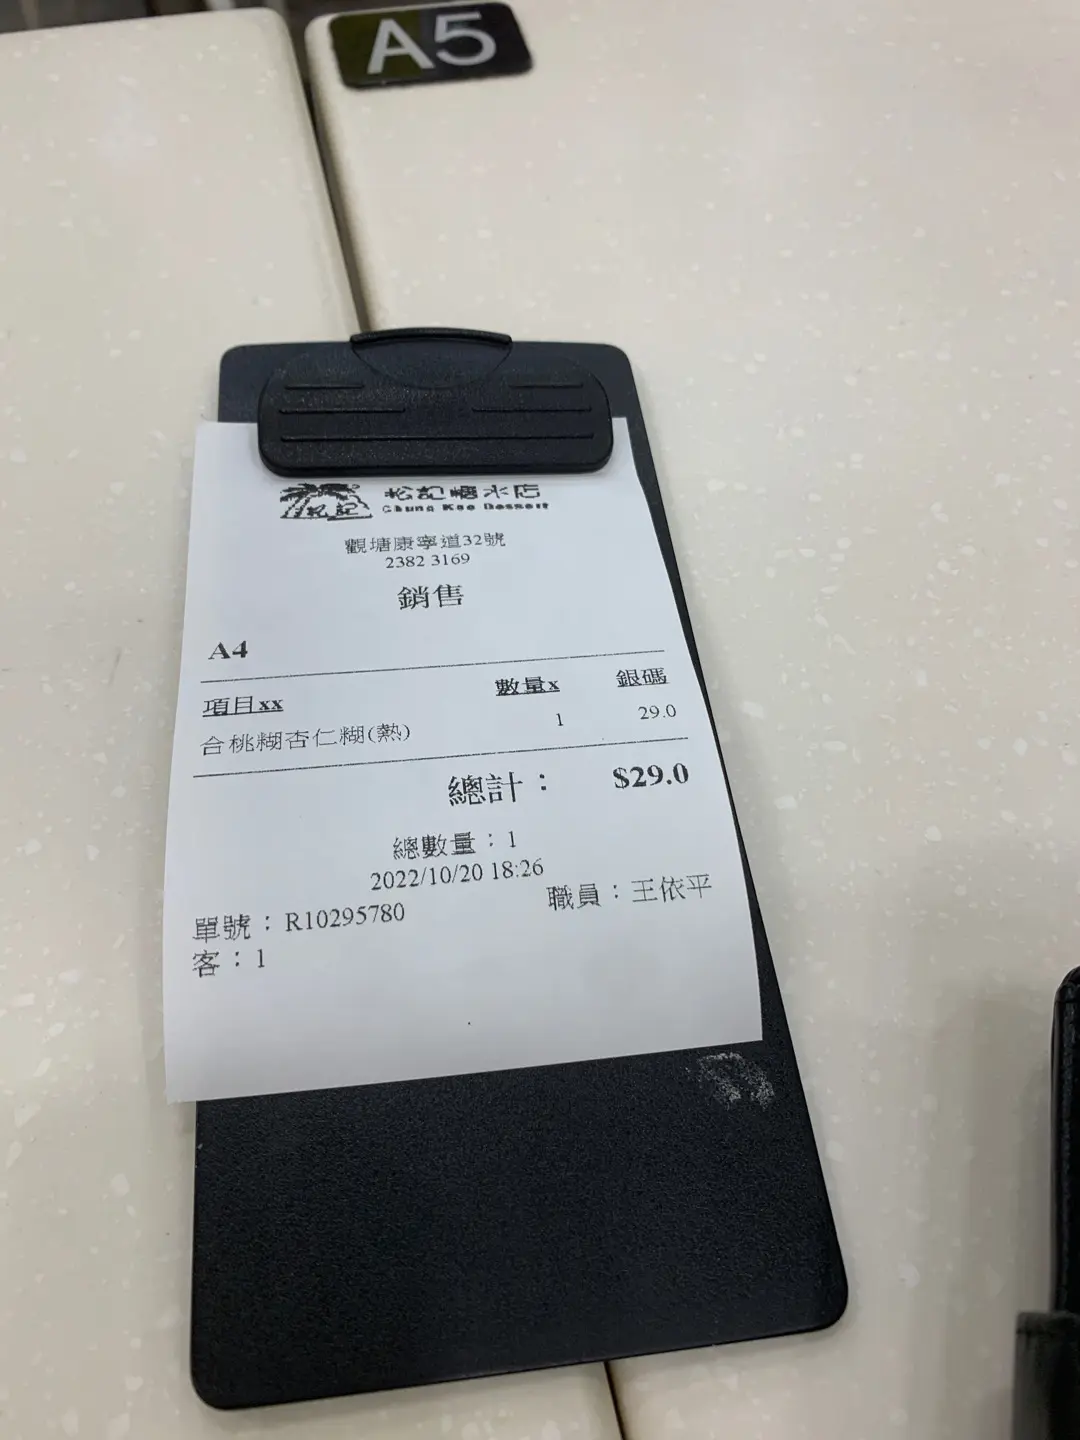 A5
松記糖水店
Chung Kee Dessert
松記
觀塘康寧道32號
2382 3169
銷售
A4
項目xx 數量x 銀碼
合桃糊杏仁糊(熱) 1 29.0
總計： $29.0
總數量：1
2022/10/20 18:26
單號：R10295780 職員：王依平
客：1